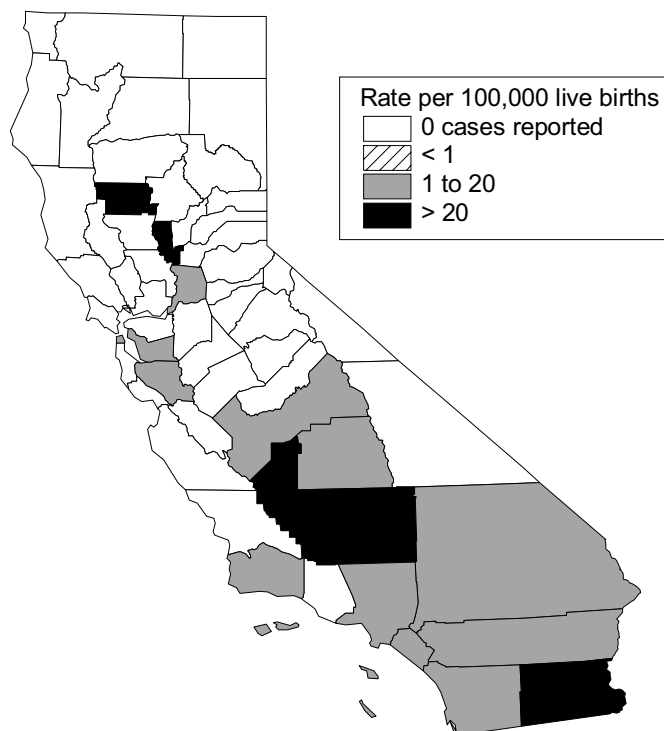 Rate per 100,000 live births
0 cases reported
< 1
1 to 20
> 20